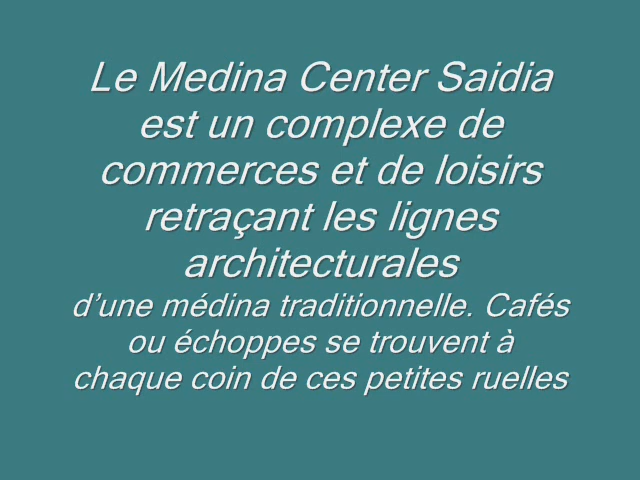 Le Medina Center Saidia
est un complexe de
commerces et de loisirs
retraçant les lignes
architecturales
d’une médina traditionnelle. Cafés
ou échoppes se trouvent à
chaque coin de ces petites ruelles